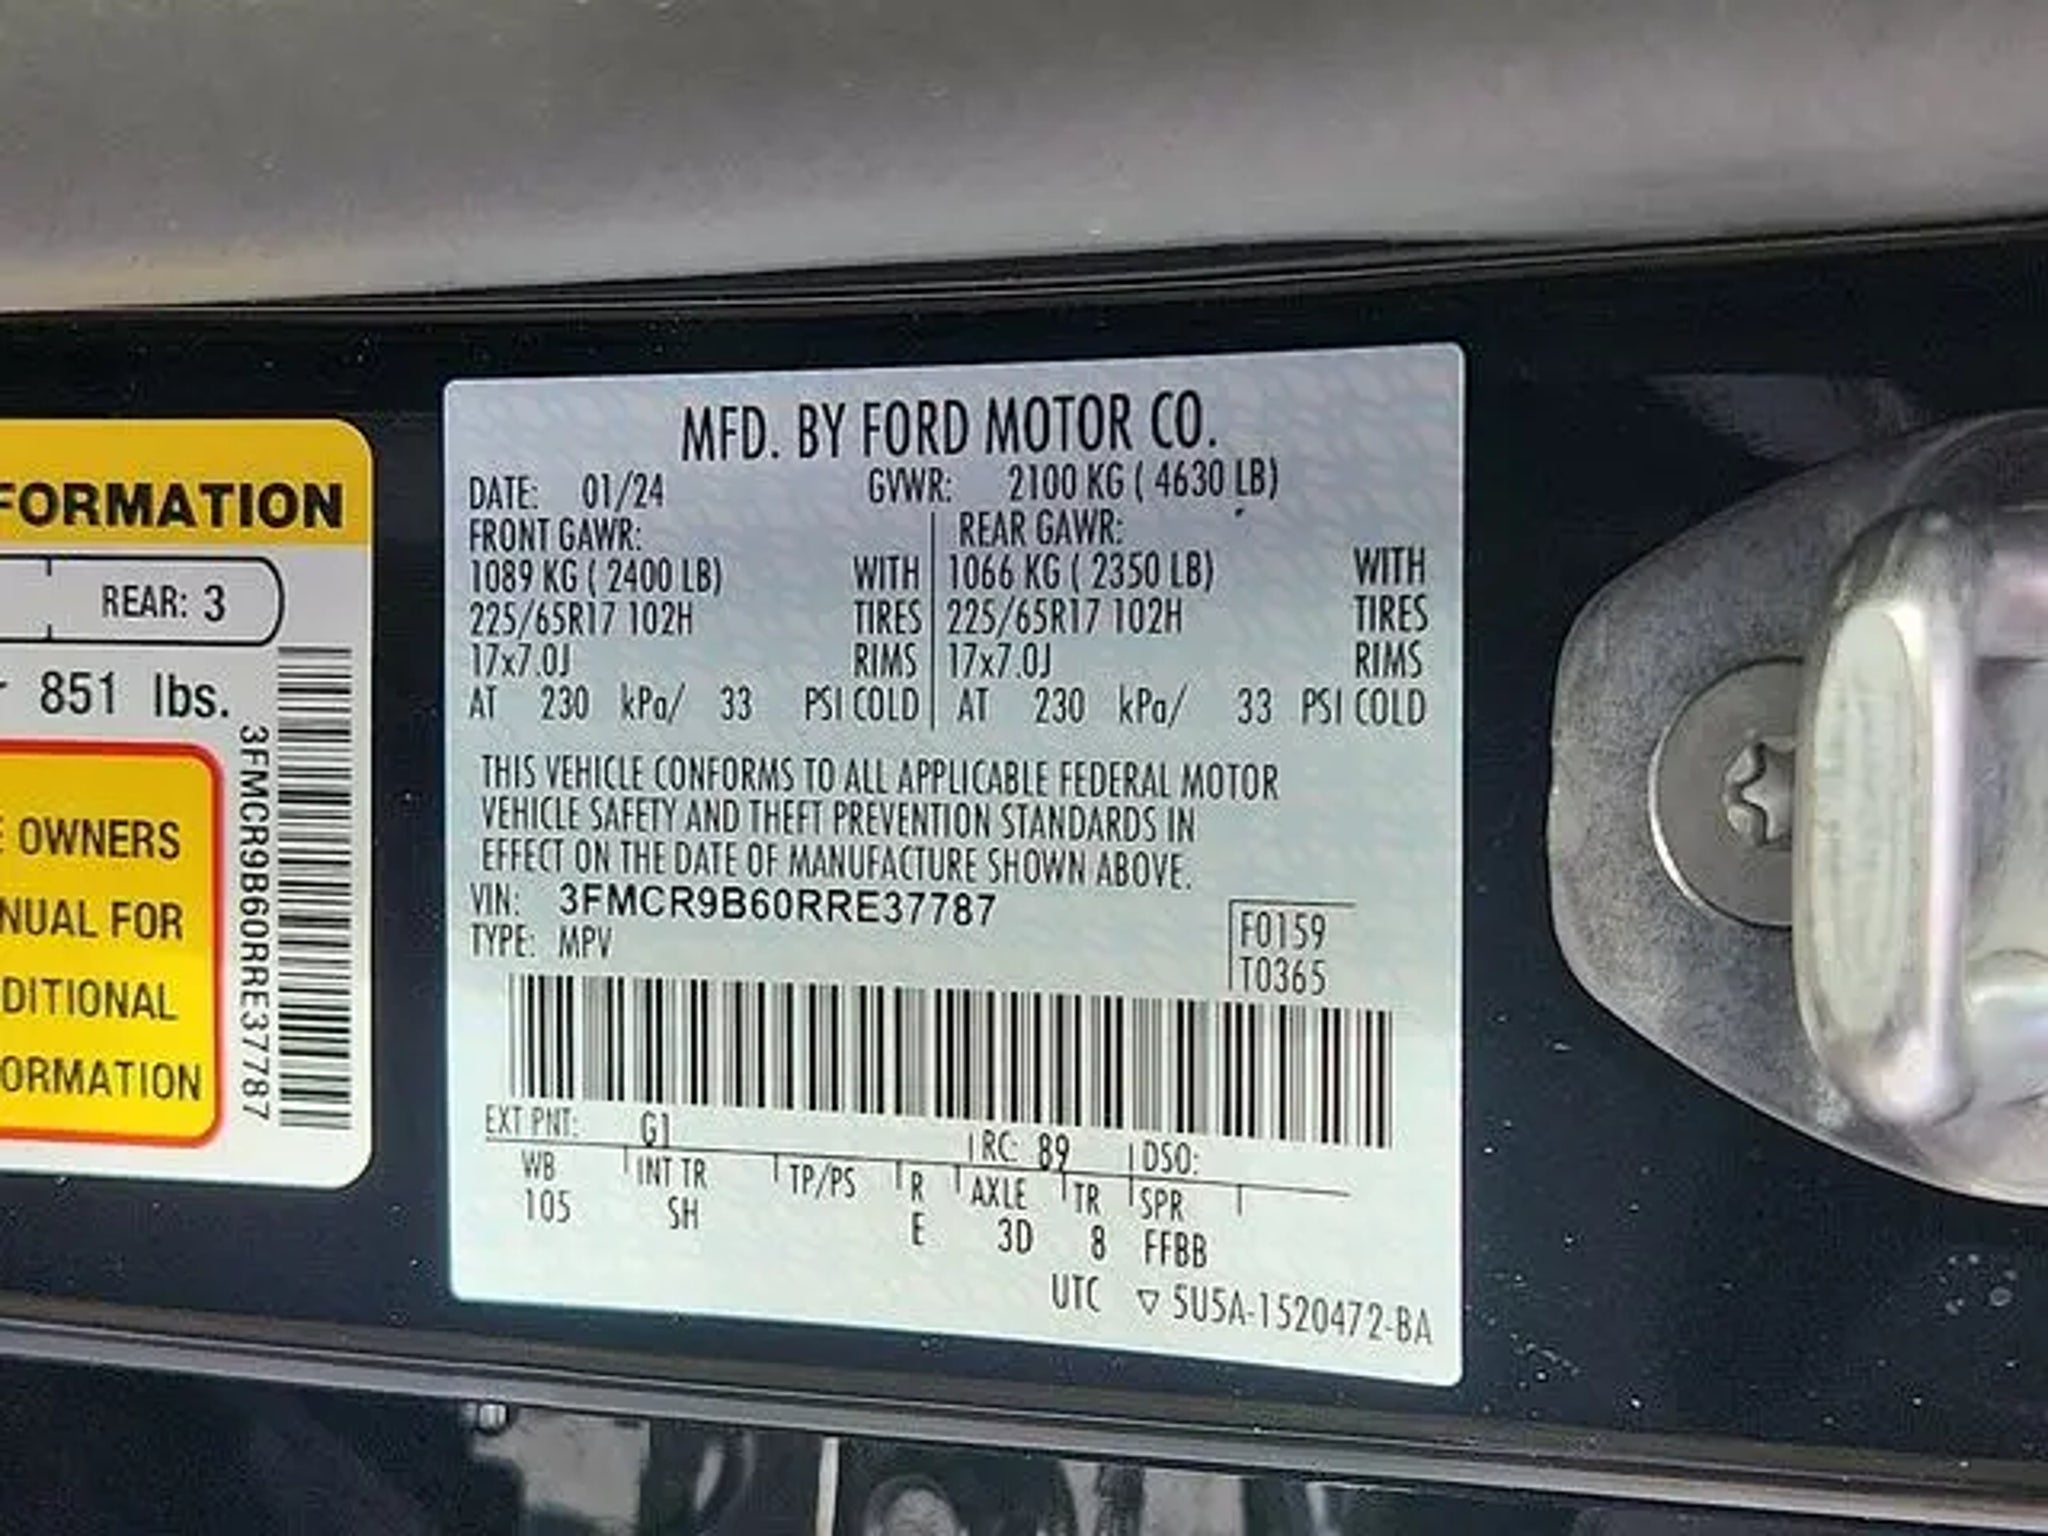 FORMATION
REAR: 3
851 lbs.
OWNERS
NUAL FOR
DITIONAL
ORMATION
3FMCR9B60RRE37787
MFD. BY FORD MOTOR CO.
DATE: 01/24 GVWR: 2100 KG ( 4630 LB)
FRONT GAWR: REAR GAWR:
1089 KG ( 2400 LB) WITH 1066 KG ( 2350 LB) WITH
225/65R17 102H TIRES 225/65R17 102H TIRES
17x7.0J RIMS 17x7.0J RIMS
AT 230 kPa/ 33 PSI COLD AT 230 kPa/ 33 PSI COLD
THIS VEHICLE CONFORMS TO ALL APPLICABLE FEDERAL MOTOR
VEHICLE SAFETY AND THEFT PREVENTION STANDARDS IN
EFFECT ON THE DATE OF MANUFACTURE SHOWN ABOVE.
VIN: 3FMCR9B60RRE37787
TYPE: MPV
F0159
T0365
EXT PNT: G1 RC: 89 DSO:
WB INT TR TP/PS R AXLE TR SPR
105 SH E 3D 8 FFBB
UTC ▽ 5U5A-1520472-BA